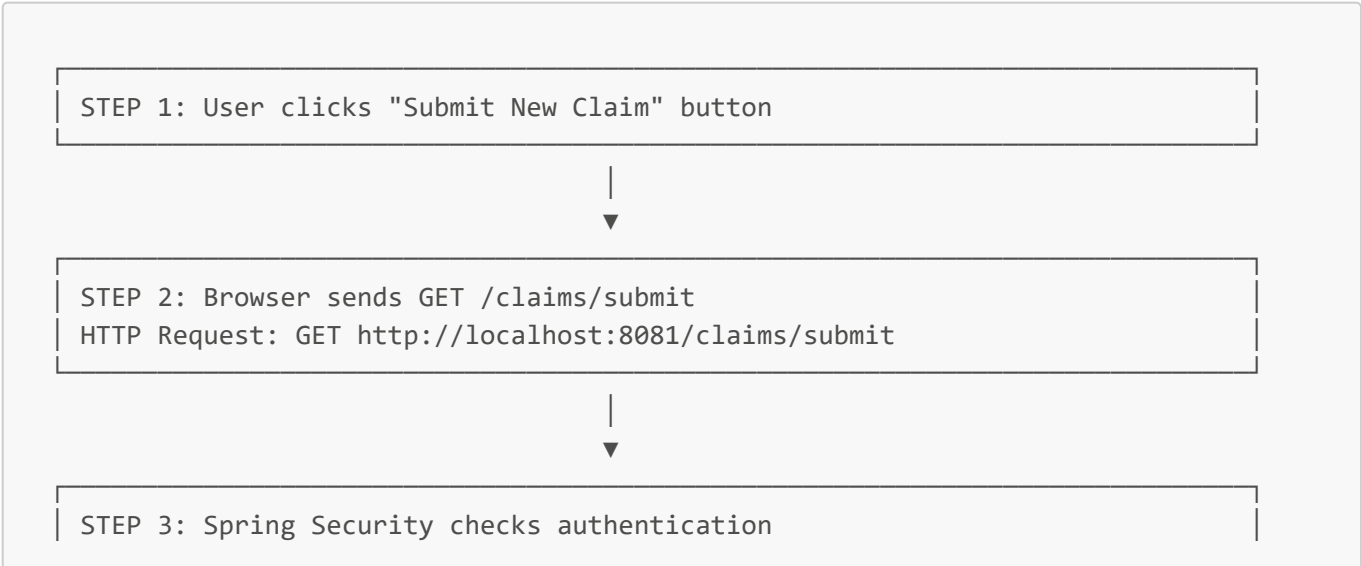 STEP 1: User clicks "Submit New Claim" button
STEP 2: Browser sends GET /claims/submit
HTTP Request: GET http://localhost:8081/claims/submit
STEP 3: Spring Security checks authentication